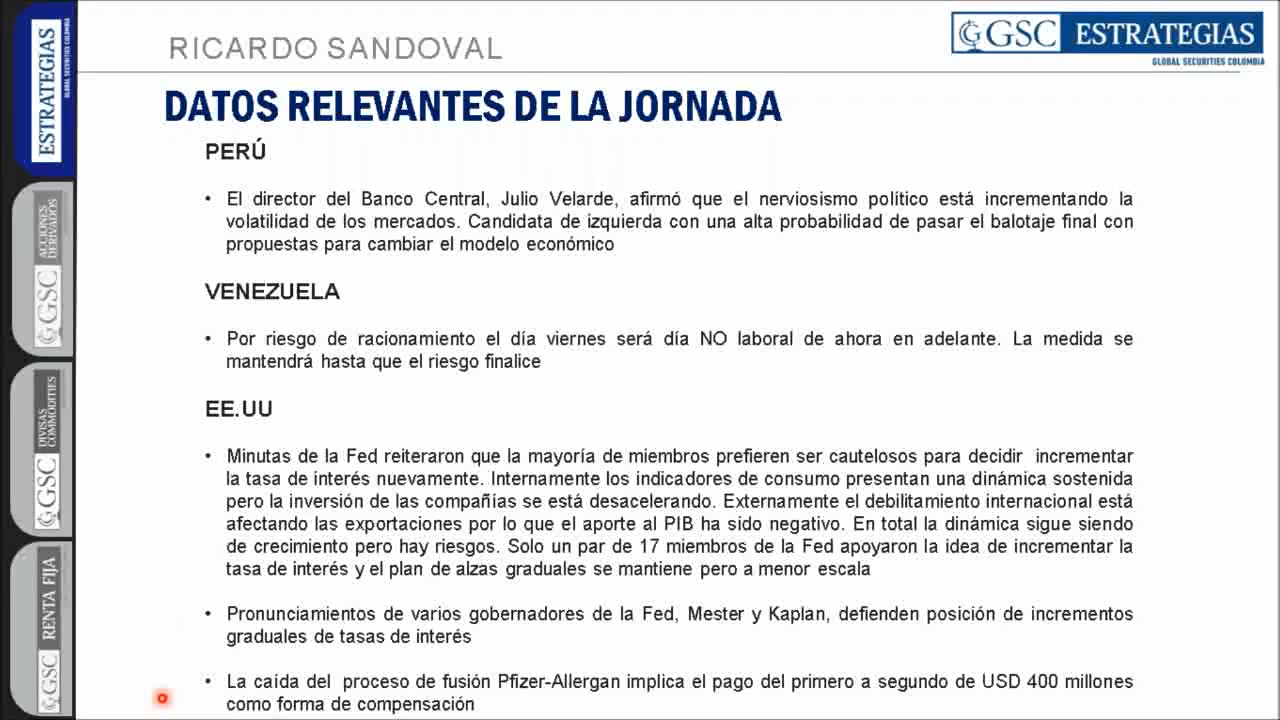 RICARDO SANDOVAL
GSC ESTRATEGIAS
GLOBAL SECURITIES COLOMBIA
DATOS RELEVANTES DE LA JORNADA
PERÚ
• El director del Banco Central, Julio Velarde, afirmó que el nerviosismo político está incrementando la
volatilidad de los mercados. Candidata de izquierda con una alta probabilidad de pasar el balotaje final con
propuestas para cambiar el modelo económico
VENEZUELA
• Por riesgo de racionamiento el día viernes será día NO laboral de ahora en adelante. La medida se
mantendrá hasta que el riesgo finalice
EE.UU
• Minutas de la Fed reiteraron que la mayoría de miembros prefieren ser cautelosos para decidir incrementar
la tasa de interés nuevamente. Internamente los indicadores de consumo presentan una dinámica sostenida
pero la inversión de las compañías se está desacelerando. Externamente el debilitamiento internacional está
afectando las exportaciones por lo que el aporte al PIB ha sido negativo. En total la dinámica sigue siendo
de crecimiento pero hay riesgos. Solo un par de 17 miembros de la Fed apoyaron la idea de incrementar la
tasa de interés y el plan de alzas graduales se mantiene pero a menor escala
• Pronunciamientos de varios gobernadores de la Fed, Mester y Kaplan, defienden posición de incrementos
graduales de tasas de interés
• La caída del proceso de fusión Pfizer-Allergan implica el pago del primero a segundo de USD 400 millones
como forma de compensación
ESTRATEGIAS
GLOBAL SECURITIES COLOMBIA
GSC ACCIONES
DERIVADOS
GSC DIVISAS
COMMODITIES
GSC RENTA FIJA